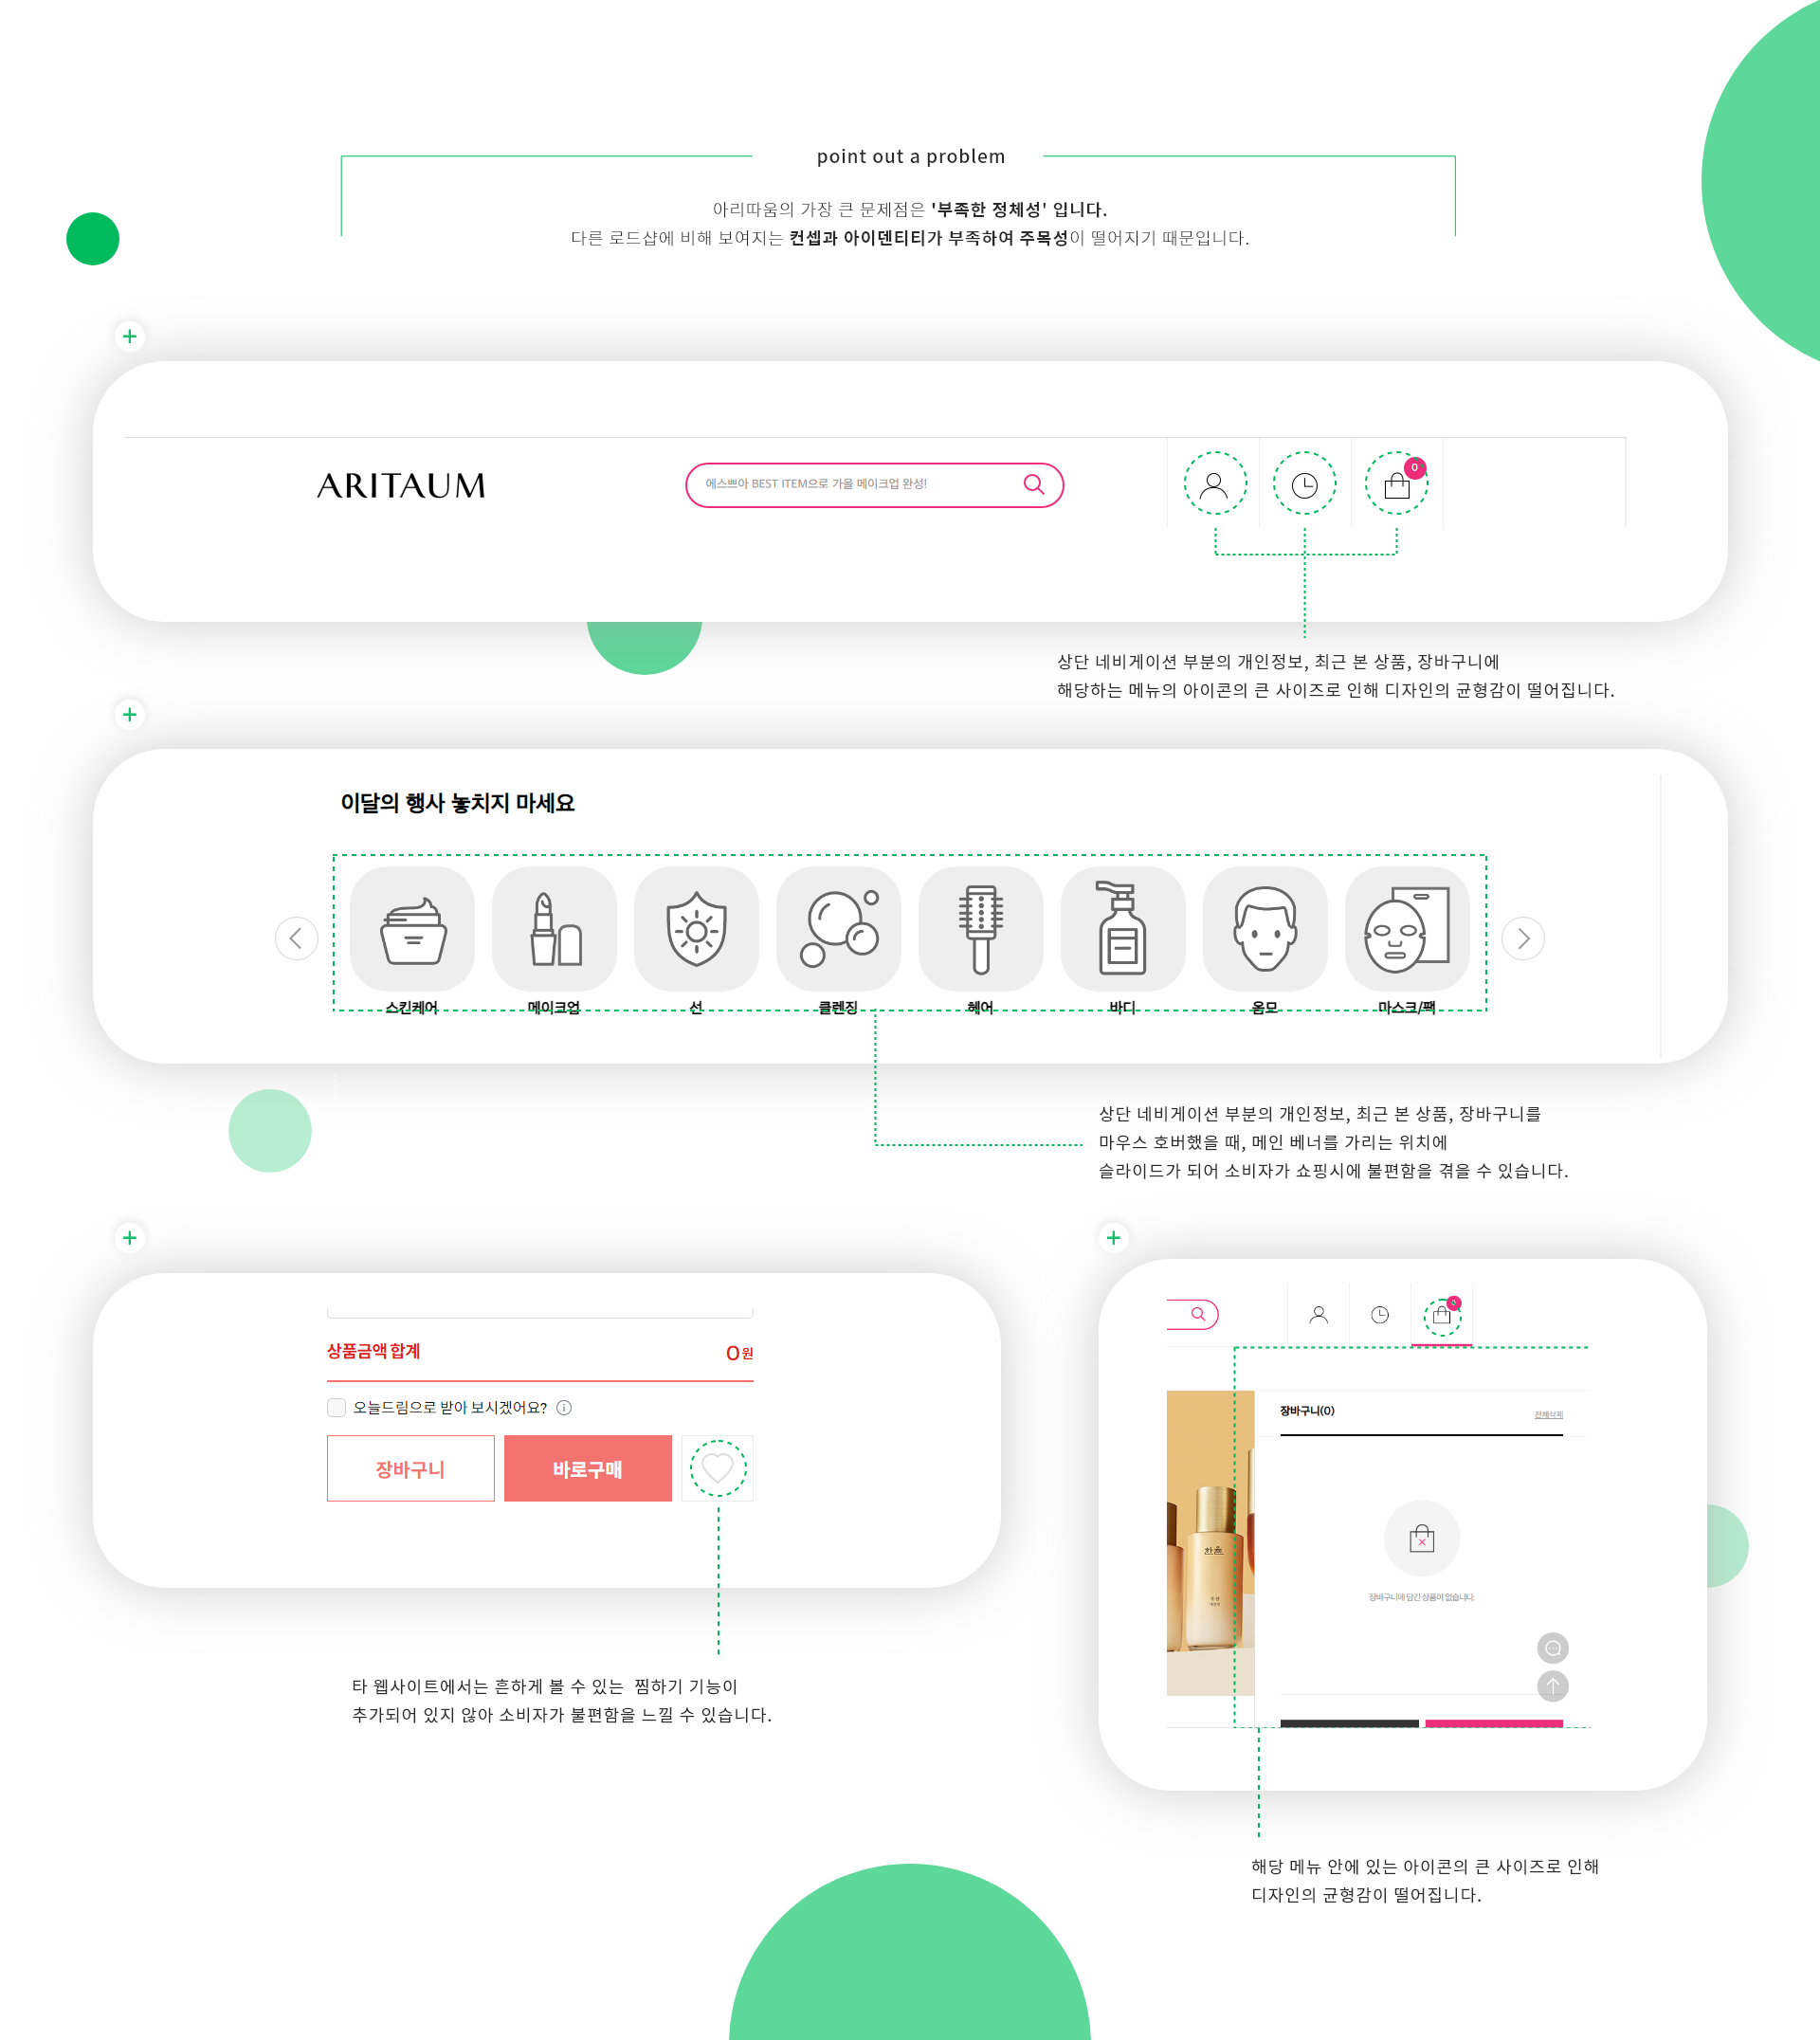 point out a problem
아리따움의 가장 큰 문제점은 '부족한 정체성' 입니다.
다른 로드샵에 비해 보여지는 컨셉과 아이덴티티가 부족하여 주목성이 떨어지기 때문입니다.
ARITAUM
에스쁘아 BEST ITEM으로 가을 메이크업 완성!
0
상단 네비게이션 부분의 개인정보, 최근 본 상품, 장바구니에
해당하는 메뉴의 아이콘의 큰 사이즈로 인해 디자인의 균형감이 떨어집니다.
이달의 행사 놓치지 마세요
스킨케어 메이크업 선 클렌징 헤어 바디 옴므 마스크/팩
상단 네비게이션 부분의 개인정보, 최근 본 상품, 장바구니를
마우스 호버했을 때, 메인 베너를 가리는 위치에
슬라이드가 되어 소비자가 쇼핑시에 불편함을 겪을 수 있습니다.
상품금액 합계 0원
오늘드림으로 받아 보시겠어요?
장바구니 바로구매
타 웹사이트에서는 흔하게 볼 수 있는 찜하기 기능이
추가되어 있지 않아 소비자가 불편함을 느낄 수 있습니다.
장바구니(0) 전체삭제
한율
장바구니에 담긴 상품이 없습니다.
해당 메뉴 안에 있는 아이콘의 큰 사이즈로 인해
디자인의 균형감이 떨어집니다.